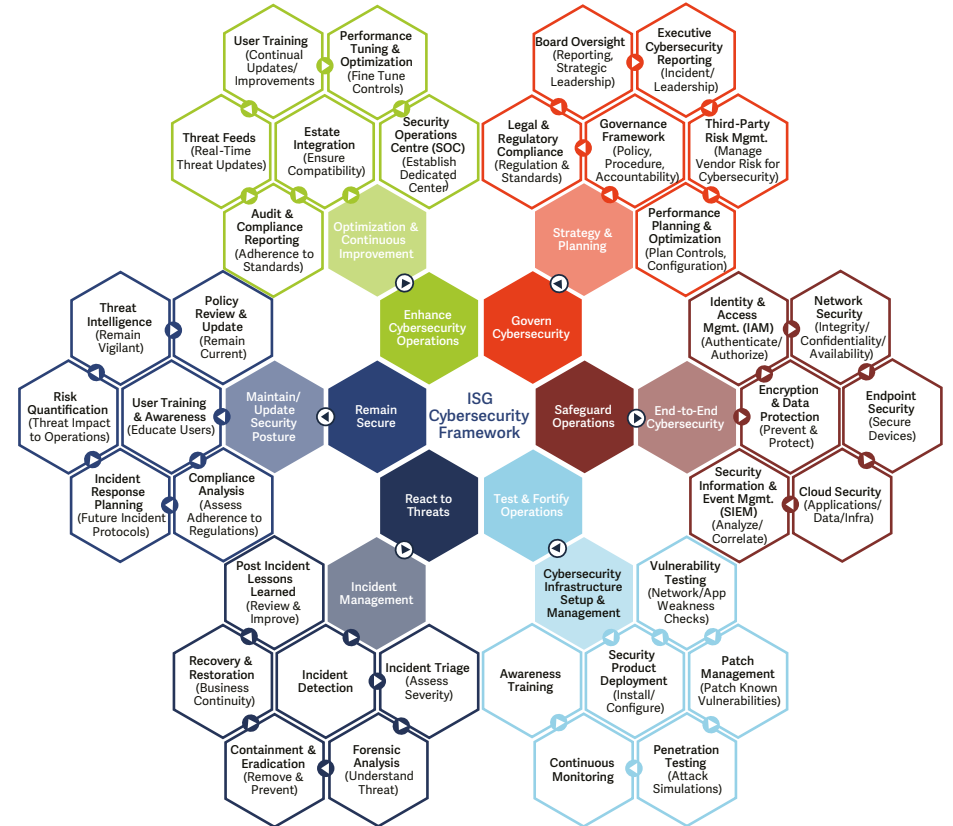 User Training
(Continual
Updates/
Improvements
Performance
Tuning &
Optimization
(Fine Tune
Controls)
Threat Feeds
(Real-Time
Threat Updates)
Estate
Integration
(Ensure
Compatibility)
Security
Operations
Centre (SOC)
(Establish
Dedicated
Center)
Audit &
Compliance
Reporting
(Adherence to
Standards)
Optimization &
Continuous
Improvement
Enhance
Cybersecurity
Operations
Board Oversight
(Reporting,
Strategic
Leadership)
Executive
Cybersecurity
Reporting
(Incident/
Leadership)
Legal &
Regulatory
Compliance
(Regulation &
Standards)
Governance
Framework
(Policy,
Procedure,
Accountability)
Third-Party
Risk Mgmt.
(Manage
Vendor Risk for
Cybersecurity)
Strategy &
Planning
Performance
Planning &
Optimization
(Plan Controls,
Configuration)
Govern
Cybersecurity
Threat
Intelligence
(Remain
Vigilant)
Policy
Review &
Update
(Remain
Current)
Risk
Quantification
(Threat Impact
to Operations)
User Training
& Awareness
(Educate Users)
Maintain/
Update
Security
Posture
Remain
Secure
Incident
Response
Planning
(Future Incident
Protocols)
Compliance
Analysis
(Assess
Adherence to
Regulations)
ISG
Cybersecurity
Framework
Safeguard
Operations
End-to-End
Cybersecurity
Identity &
Access
Mgmt. (IAM)
(Authenticate/
Authorize)
Network
Security
(Integrity/
Confidentiality/
Availability)
Encryption
& Data
Protection
(Prevent &
Protect)
Endpoint
Security
(Secure
Devices)
Security
Information &
Event Mgmt.
(SIEM)
(Analyze/
Correlate)
Cloud Security
(Applications/
Data/Infra)
React to
Threats
Incident
Management
Post Incident
Lessons
Learned
(Review &
Improve)
Recovery &
Restoration
(Business
Continuity)
Incident
Detection
Incident Triage
(Assess
Severity)
Containment &
Eradication
(Remove &
Prevent)
Forensic
Analysis
(Understand
Threat)
Test & Fortify
Operations
Cybersecurity
Infrastructure
Setup &
Management
Vulnerability
Testing
(Network/App
Weakness
Checks)
Awareness
Training
Security
Product
Deployment
(Install/
Configure)
Patch
Management
(Patch Known
Vulnerabilities)
Continuous
Monitoring
Penetration
Testing
(Attack
Simulations)